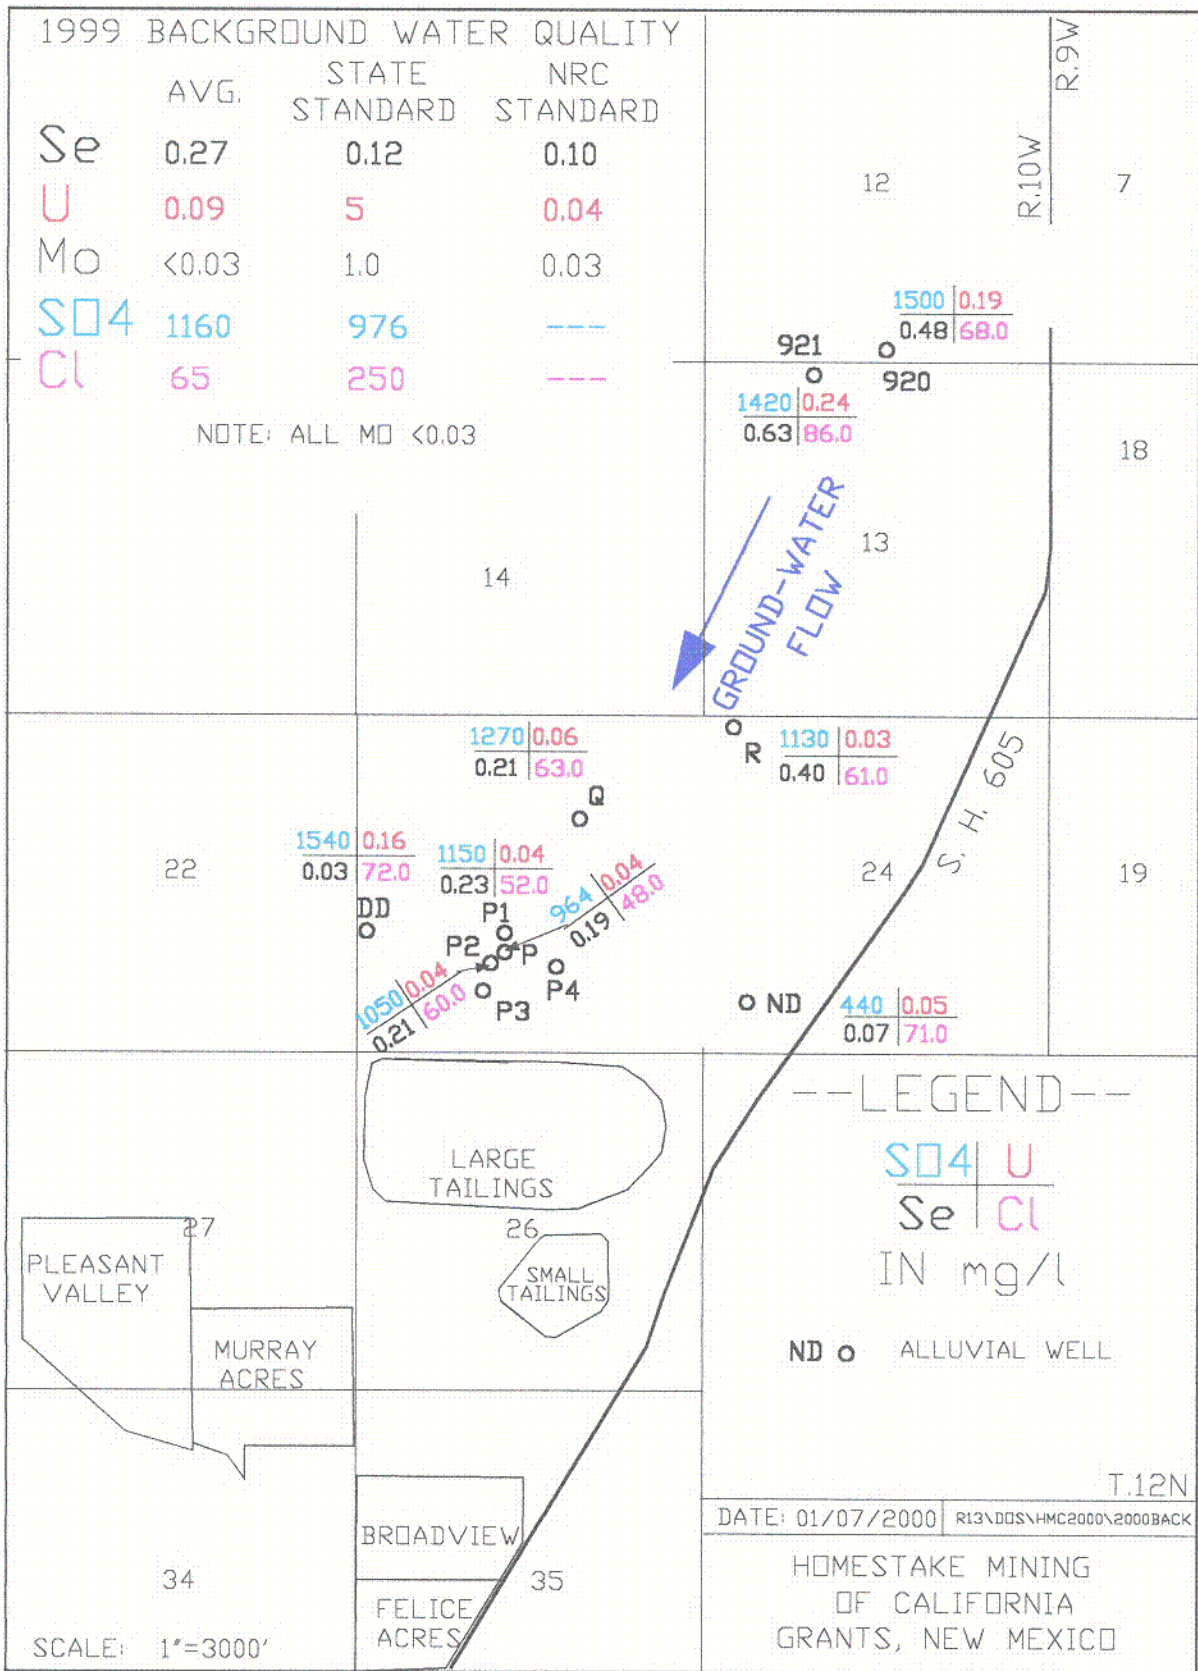 1999 BACKGROUND WATER QUALITY
AVG. STATE STANDARD NRC STANDARD
Se 0.27 0.12 0.10
U 0.09 5 0.04
Mo <0.03 1.0 0.03
SO4 1160 976 ---
Cl 65 250 ---
NOTE: ALL MO <0.03
R.9W
R.10W
12
7
1500 0.19
0.48 68.0
921
920
1420 0.24
0.63 86.0
18
13
14
GROUND-WATER
FLOW
1270 0.06
0.21 63.0
R
1130 0.03
0.40 61.0
Q
S. H. 605
1540 0.16
0.03 72.0
1150 0.04
0.23 52.0
964 0.04
0.19 48.0
22
24
19
DD
P1
P2
P
P4
P3
1050 0.04
0.21 60.0
ND
440 0.05
0.07 71.0
--LEGEND--
SO4 U
Se Cl
IN mg/l
ND ALLUVIAL WELL
LARGE
TAILINGS
27
26
PLEASANT
VALLEY
SMALL
TAILINGS
MURRAY
ACRES
BROADVIEW
34
35
FELICE
ACRES
SCALE: 1"=3000'
T.12N
DATE: 01/07/2000 R13\DOS\HMC2000\2000BACK
HOMESTAKE MINING
OF CALIFORNIA
GRANTS, NEW MEXICO